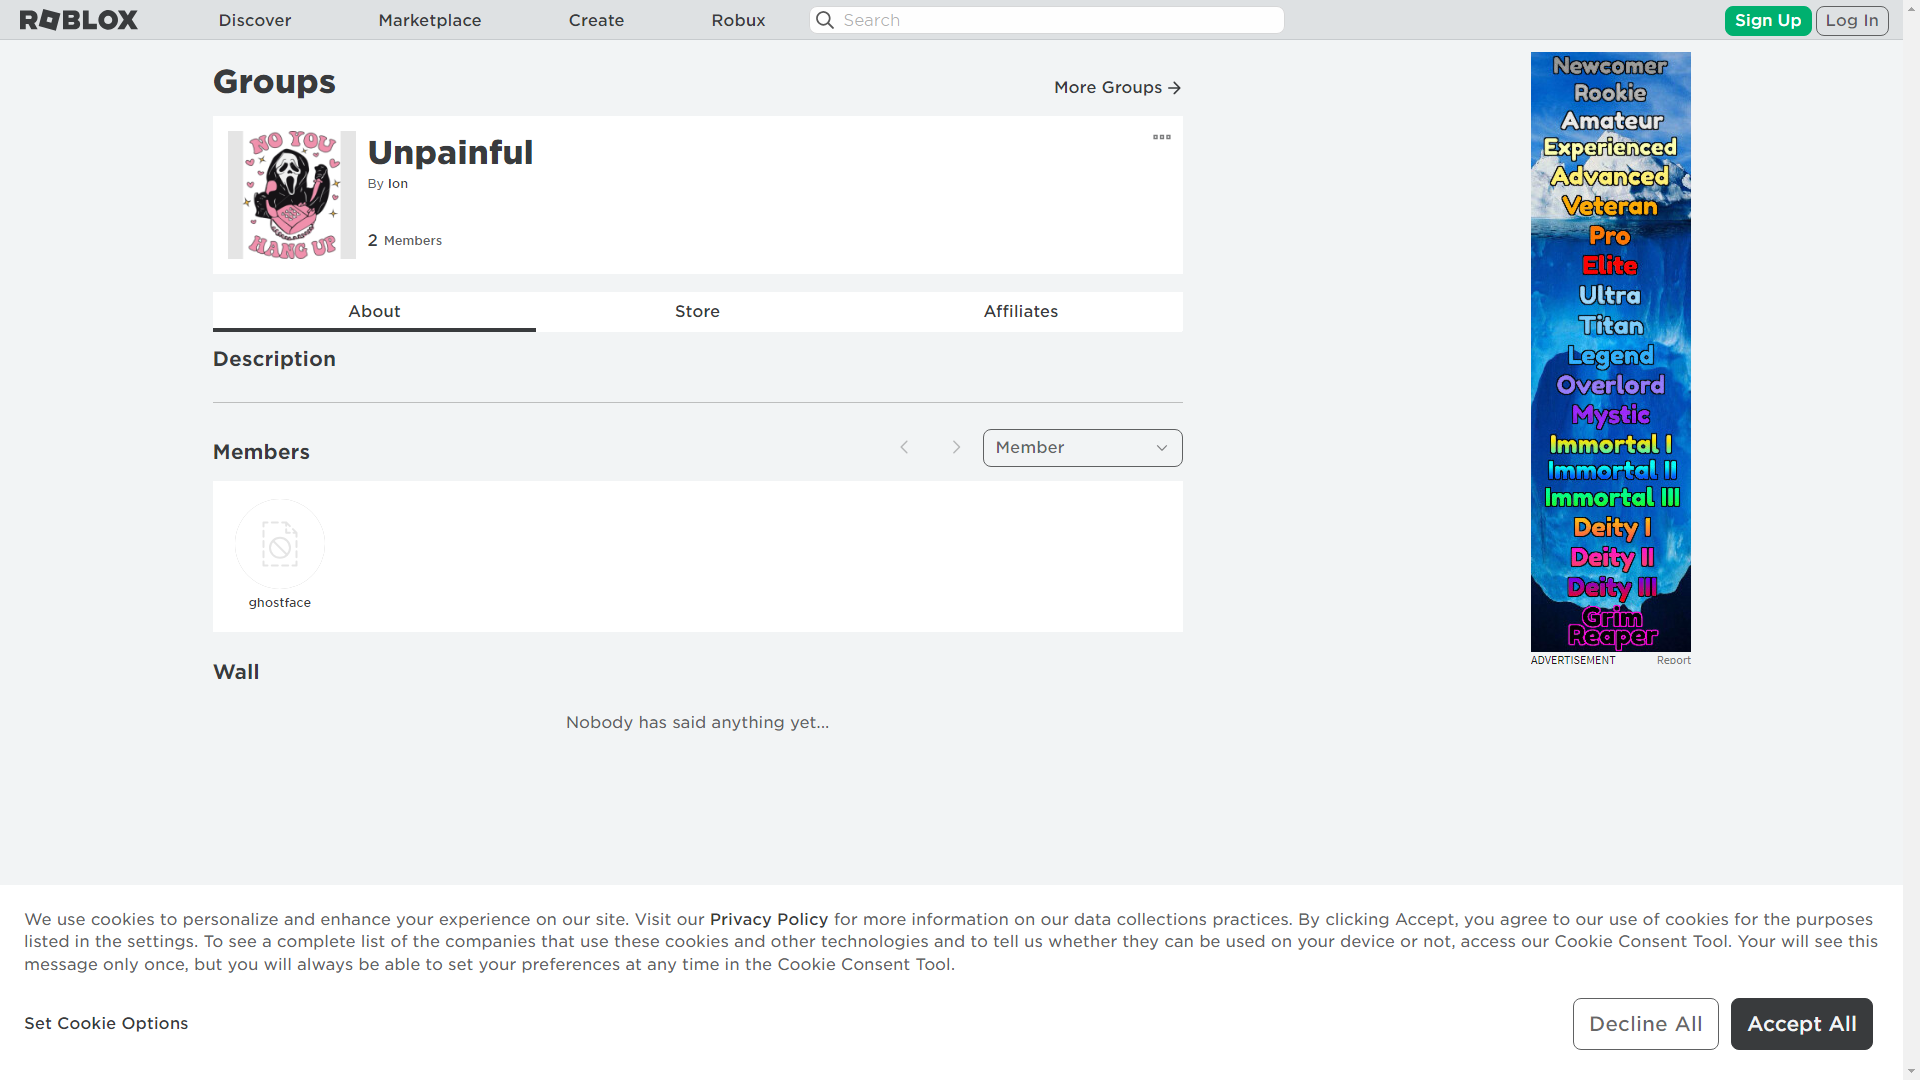 ROBLOX
Discover
Marketplace
Create
Robux
Search
Sign Up
Log In
Groups
More Groups
NO YOU
HANG UP
Unpainful
By Ion
2 Members
About
Store
Affiliates
Description
Members
Member
ghostface
Wall
Nobody has said anything yet...
Newcomer
Rookie
Amateur
Experienced
Advanced
Veteran
Pro
Elite
Ultra
Titan
Legend
Overlord
Mystic
Immortal I
Immortal II
Immortal III
Deity I
Deity II
Deity III
Grim
Reaper
ADVERTISEMENT
Report
We use cookies to personalize and enhance your experience on our site. Visit our Privacy Policy for more information on our data collections practices. By clicking Accept, you agree to our use of cookies for the purposes
listed in the settings. To see a complete list of the companies that use these cookies and other technologies and to tell us whether they can be used on your device or not, access our Cookie Consent Tool. Your will see this
message only once, but you will always be able to set your preferences at any time in the Cookie Consent Tool.
Set Cookie Options
Decline All
Accept All